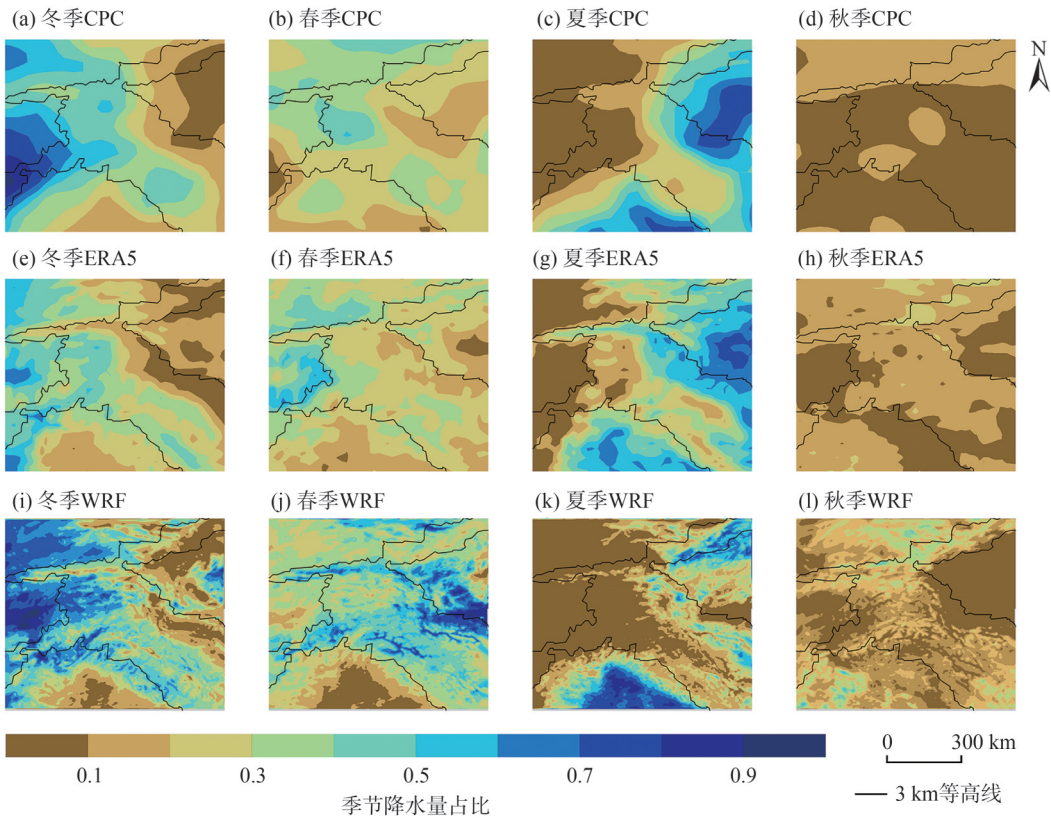 (a) 冬季CPC
(b) 春季CPC
(c) 夏季CPC
(d) 秋季CPC
N
(e) 冬季ERA5
(f) 春季ERA5
(g) 夏季ERA5
(h) 秋季ERA5
(i) 冬季WRF
(j) 春季WRF
(k) 夏季WRF
(l) 秋季WRF
0.1 0.3 0.5 0.7 0.9
季节降水量占比
0 300 km
3 km等高线